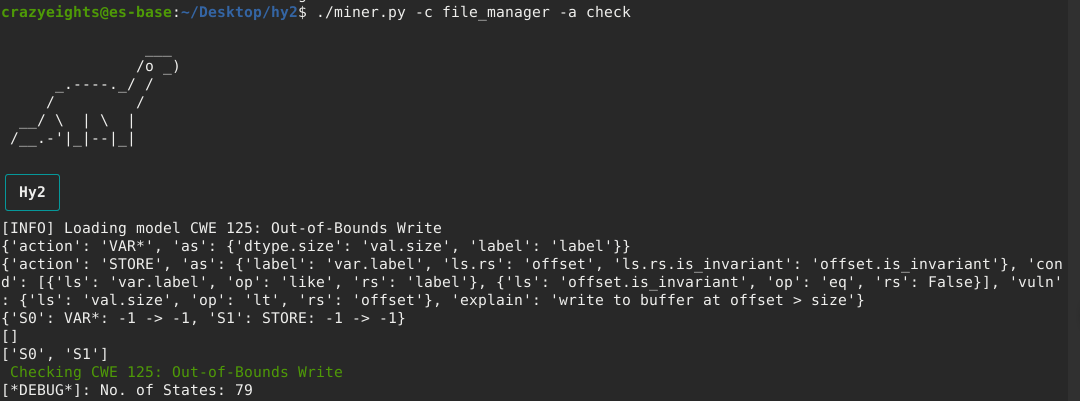 crazyeights@es-base:~/Desktop/hy2$ ./miner.py -c file_manager -a check
               ___
              /o _)
     _.----._/ /
    /         /
 __/ \  | \  |
/__.-'|_|--|_|
Hy2
[INFO] Loading model CWE 125: Out-of-Bounds Write
{'action': 'VAR*', 'as': {'dtype.size': 'val.size', 'label': 'label'}}
{'action': 'STORE', 'as': {'label': 'var.label', 'ls.rs': 'offset', 'ls.rs.is_invariant': 'offset.is_invariant'}, 'con
d': [{'ls': 'var.label', 'op': 'like', 'rs': 'label'}, {'ls': 'offset.is_invariant', 'op': 'eq', 'rs': False}], 'vuln'
: {'ls': 'val.size', 'op': 'lt', 'rs': 'offset'}, 'explain': 'write to buffer at offset > size'}
{'S0': VAR*: -1 -> -1, 'S1': STORE: -1 -> -1}
[]
['S0', 'S1']
 Checking CWE 125: Out-of-Bounds Write
[*DEBUG*]: No. of States: 79